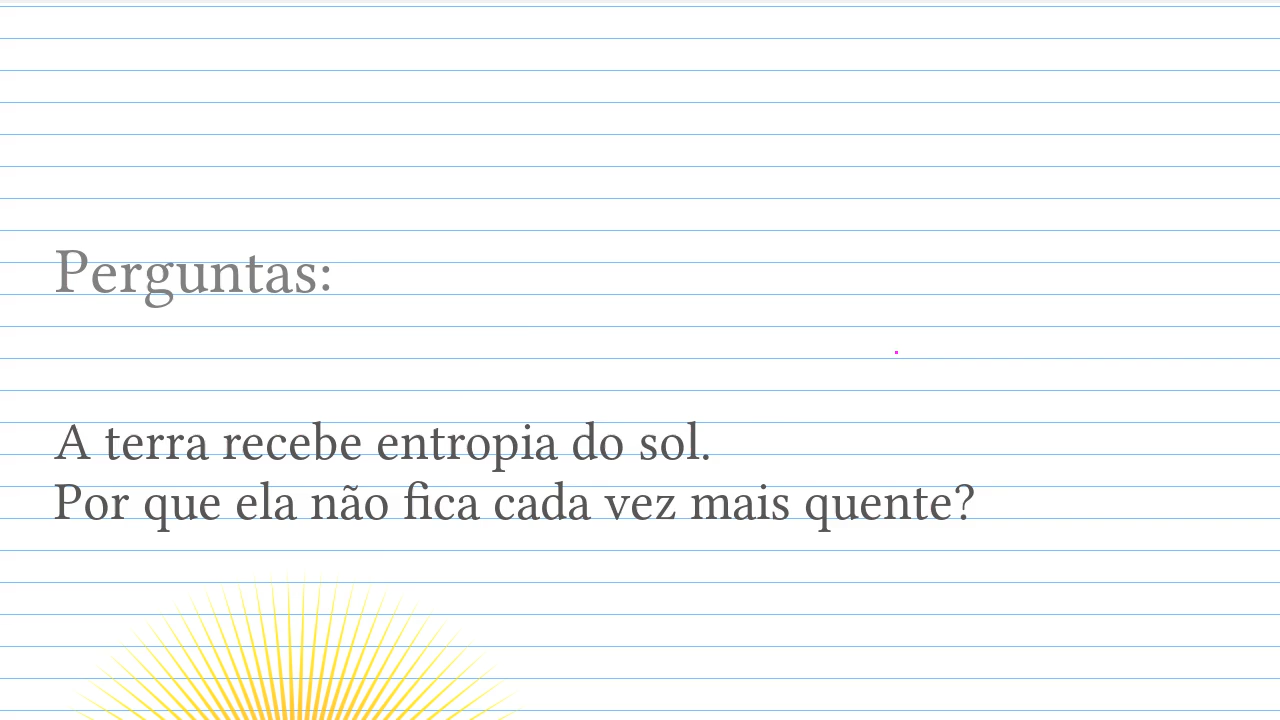 Perguntas:
A terra recebe entropia do sol.
Por que ela não fica cada vez mais quente?